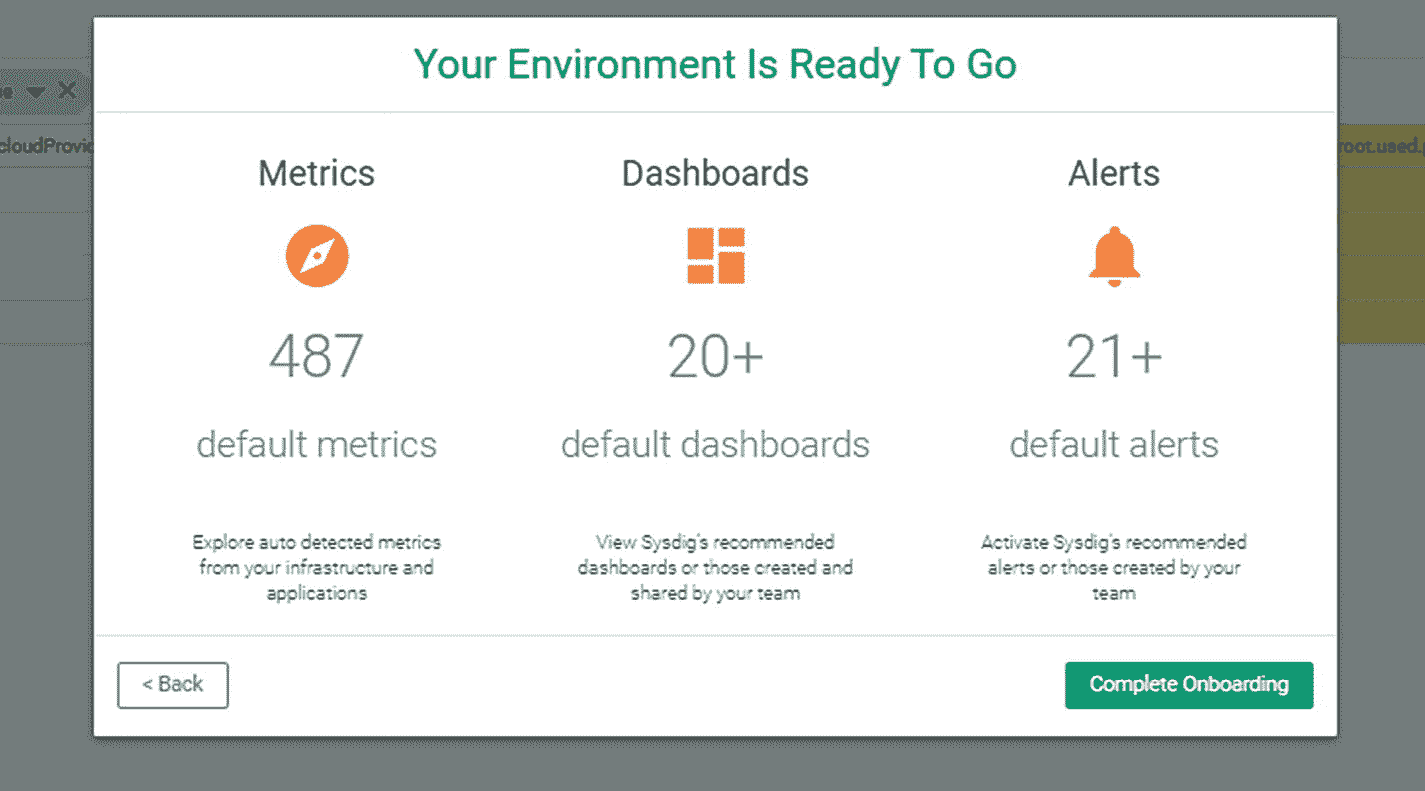 Your Environment Is Ready To Go
cloudProvi
root.used.
Metrics
Dashboards
Alerts
487
20+
21+
default metrics
default dashboards
default alerts
Explore auto detected metrics
from your infrastructure and
applications
View Sysdig's recommended
dashboards or those created and
shared by your team
Activate Sysdig's recommended
alerts or those created by your
team
< Back
Complete Onboarding